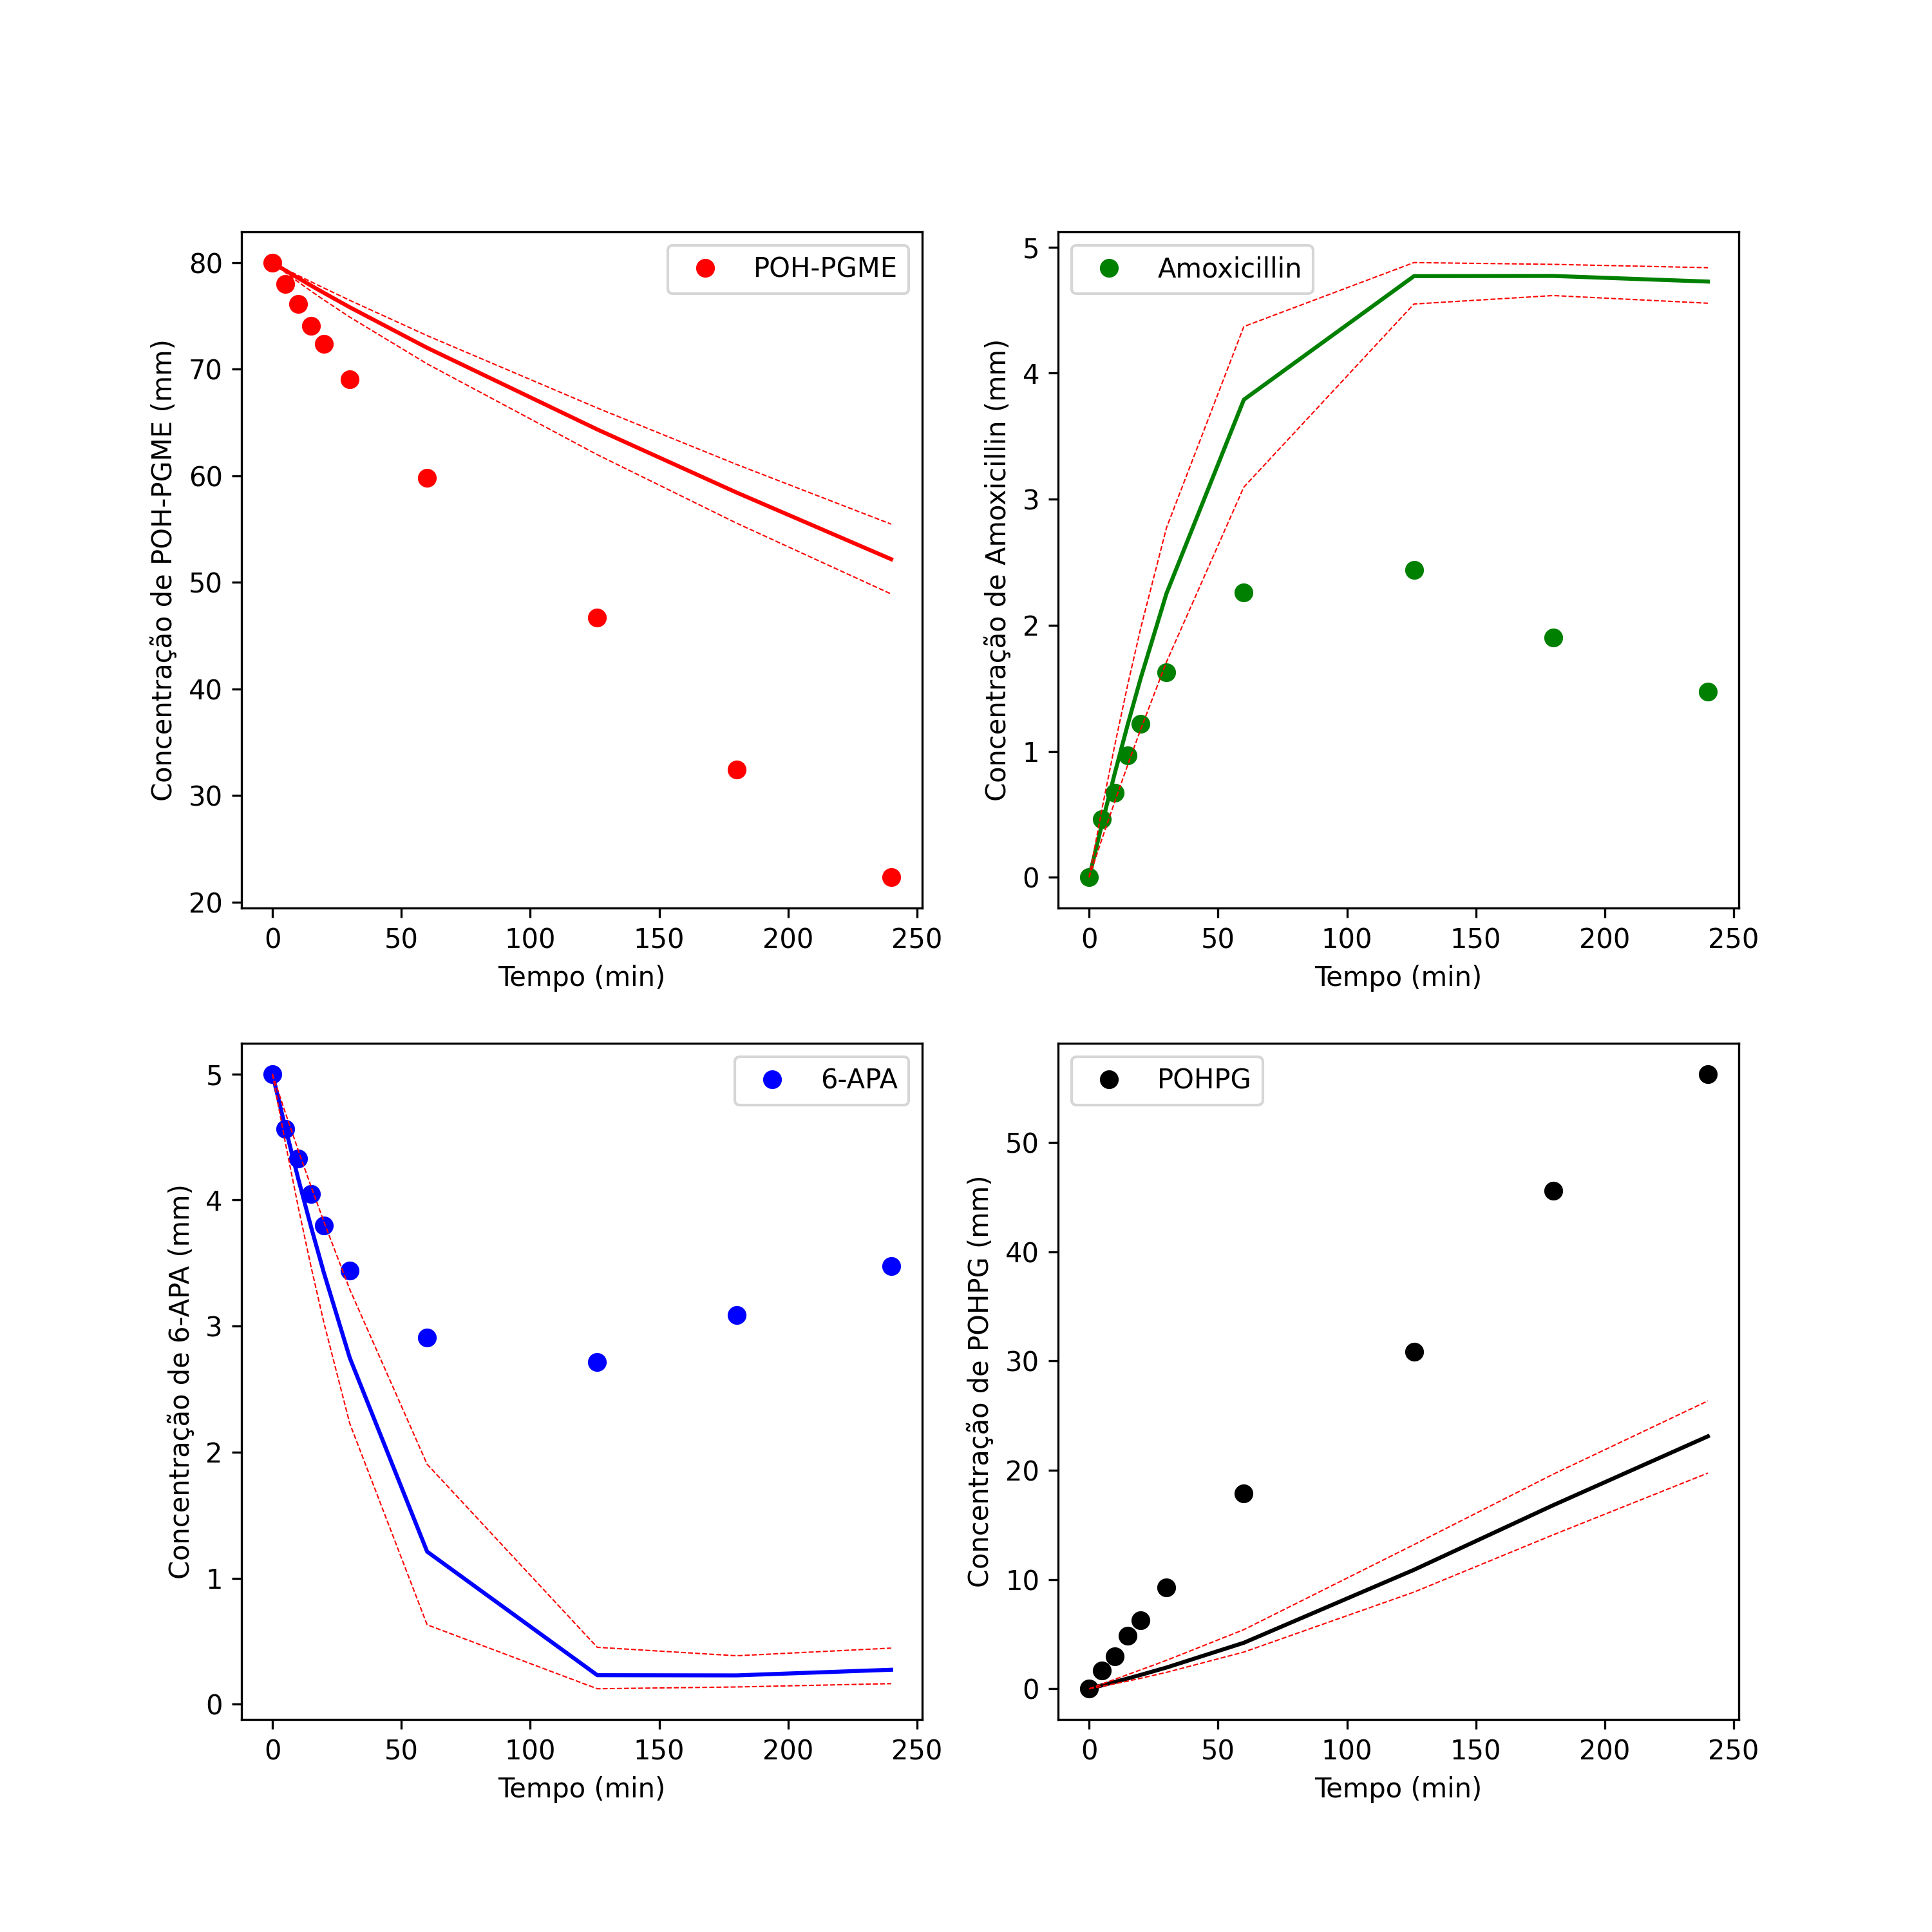 POH-PGME
Concentração de POH-PGME (mm)
80
70
60
50
40
30
20
0 50 100 150 200 250
Tempo (min)
Amoxicillin
Concentração de Amoxicillin (mm)
5
4
3
2
1
0
0 50 100 150 200 250
Tempo (min)
6-APA
Concentração de 6-APA (mm)
5
4
3
2
1
0
0 50 100 150 200 250
Tempo (min)
POHPG
Concentração de POHPG (mm)
50
40
30
20
10
0
0 50 100 150 200 250
Tempo (min)